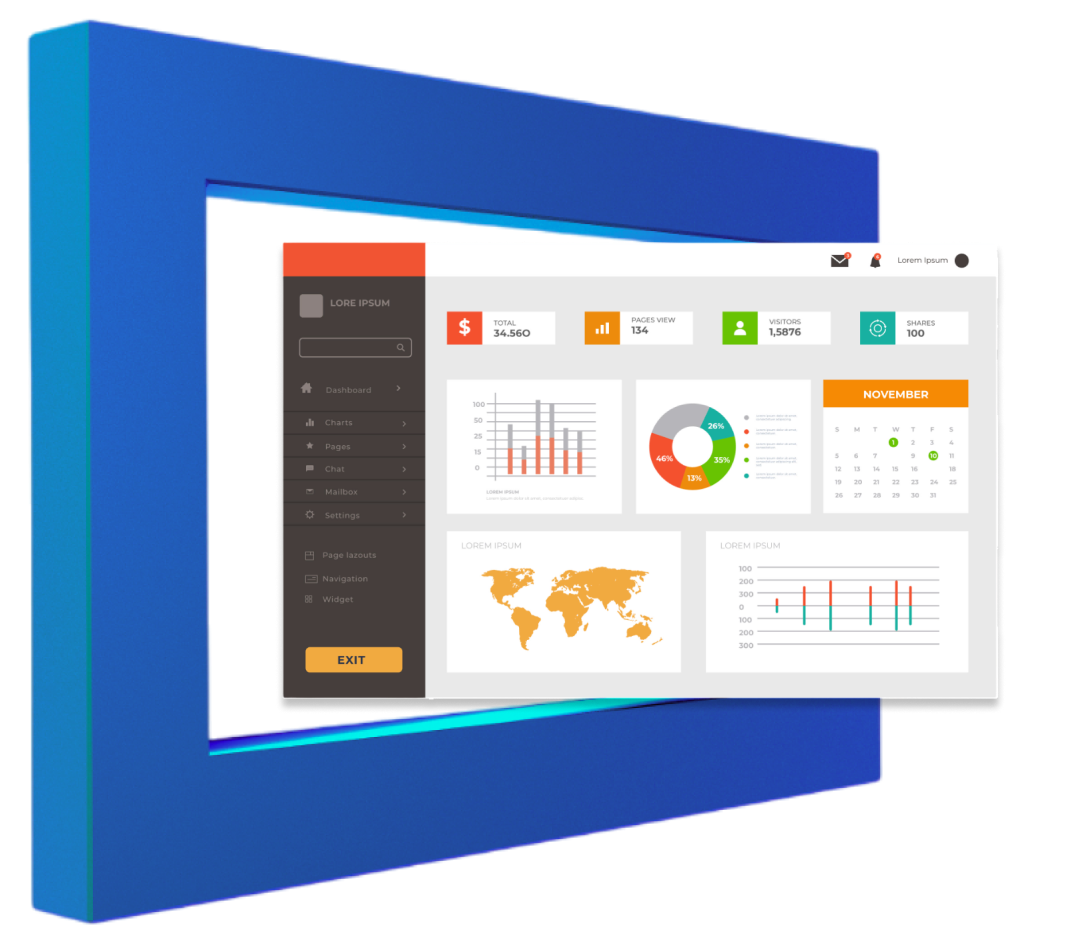 Lorem Ipsum
LORE IPSUM
Dashboard
Charts
Pages
Chat
Mailbox
Settings
Page lazouts
Navigation
Widget
EXIT
$
TOTAL
34.56O
PAGES VIEW
134
VISITORS
1,5876
SHARES
100
100
50
25
15
0
LOREM IPSUM
26%
46%
35%
13%
NOVEMBER
S M T W T F S
1 2 3 4
5 6 7 9 10 11
12 13 14 15 16 18
19 20 21 22 23 24 25
26 27 28 29 30 31
LOREM IPSUM
LOREM IPSUM
100
200
300
0
100
200
300